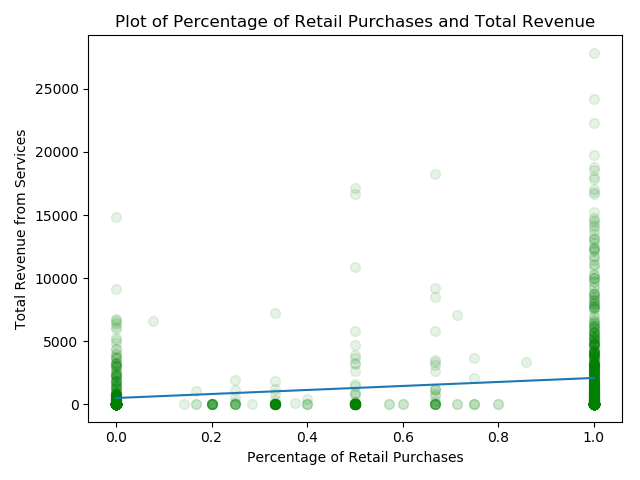 Plot of Percentage of Retail Purchases and Total Revenue
Total Revenue from Services
25000
20000
15000
10000
5000
0
0.0 0.2 0.4 0.6 0.8 1.0
Percentage of Retail Purchases